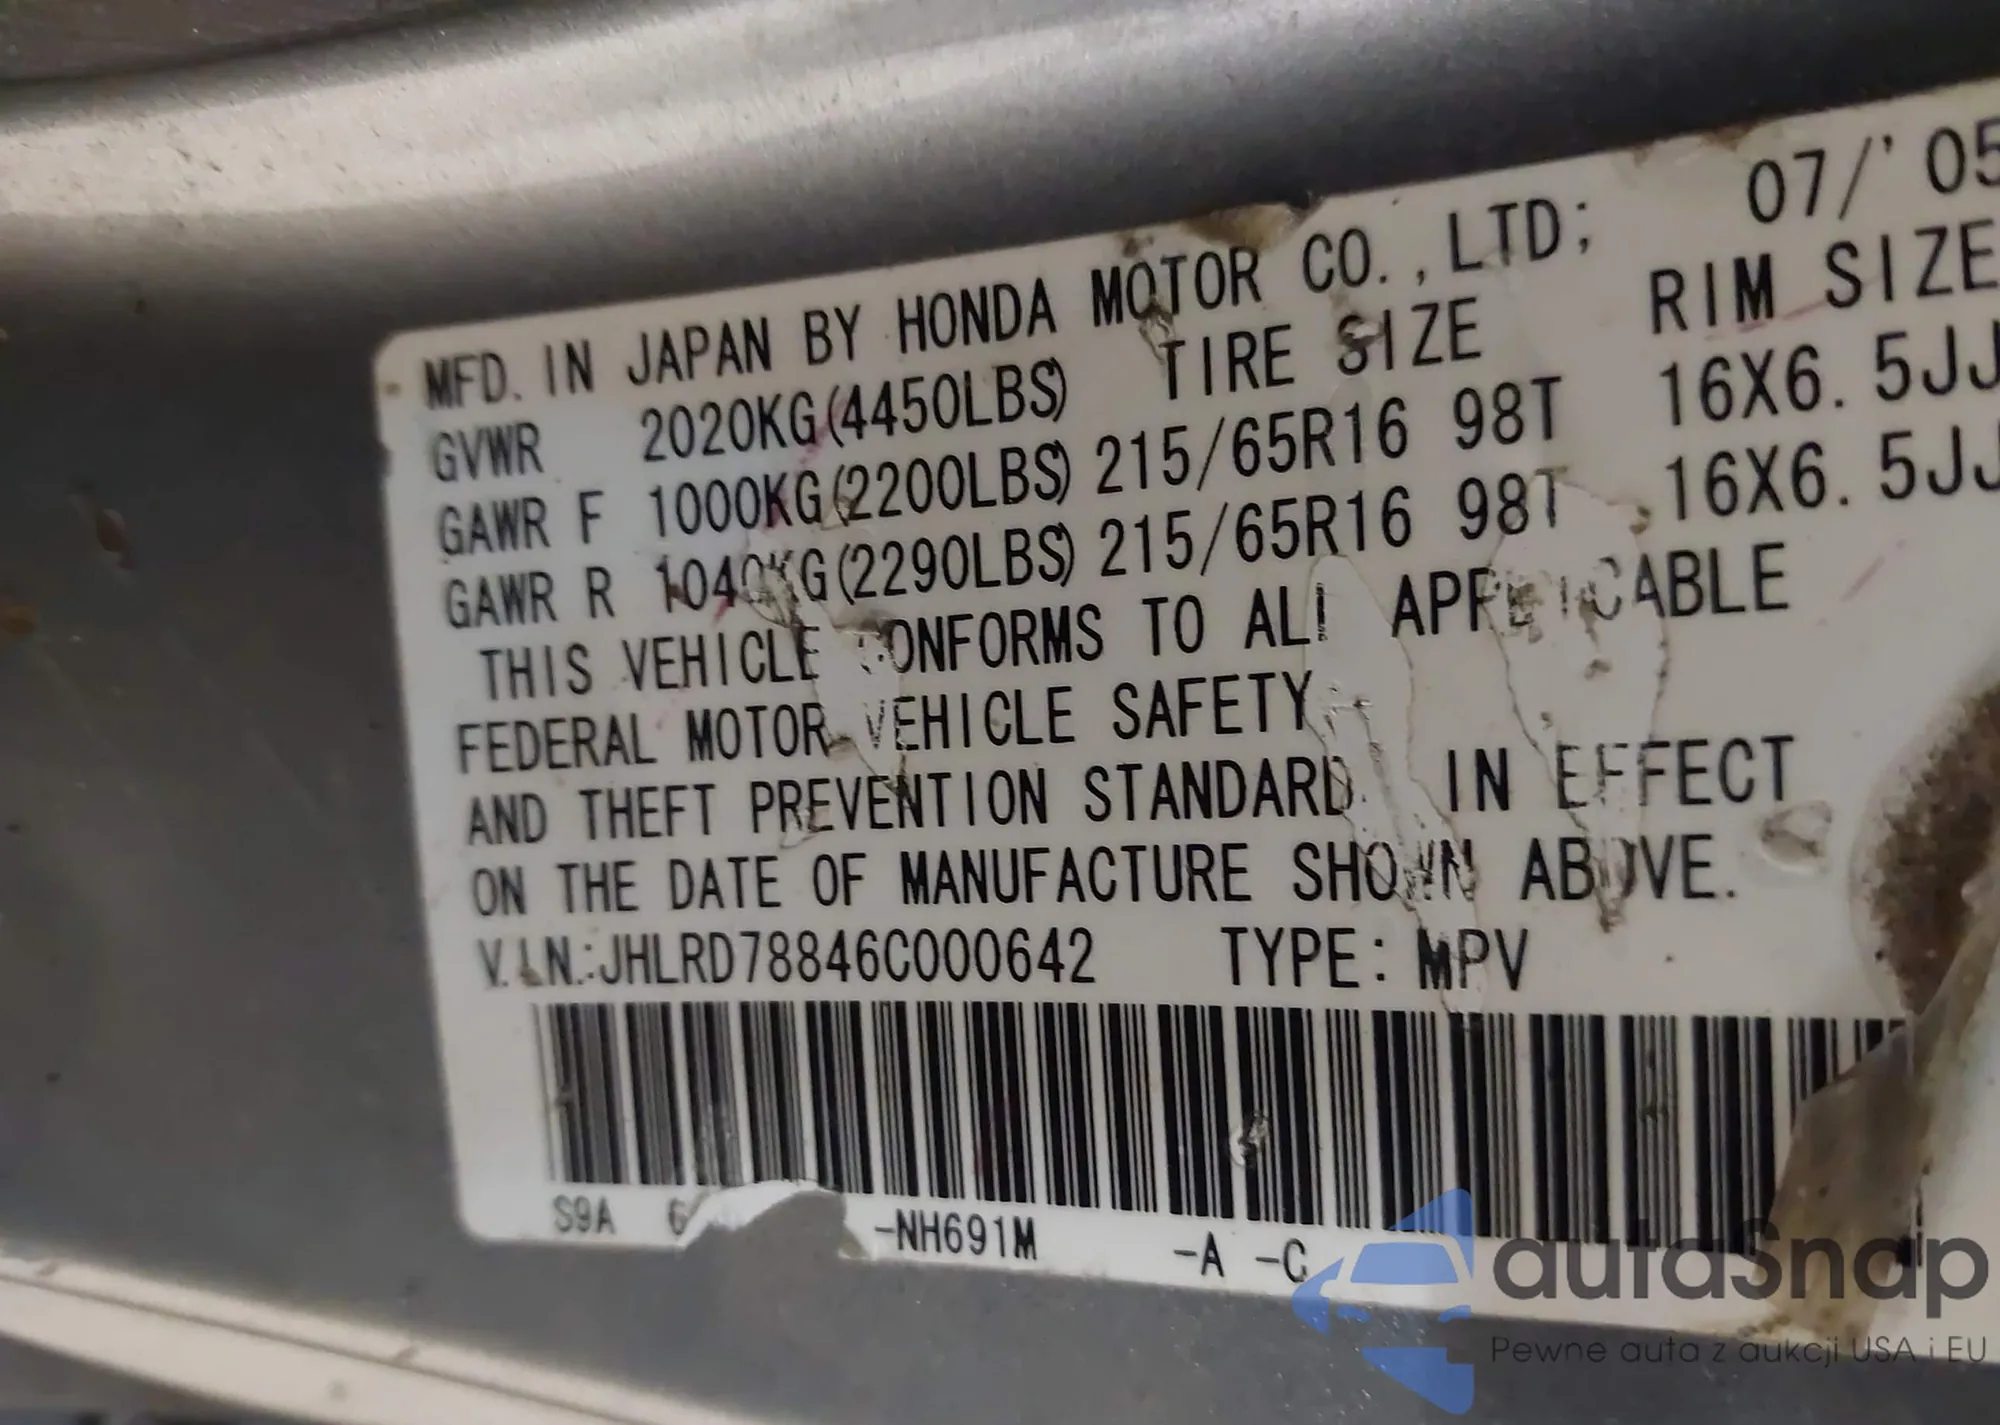 MFD. IN JAPAN BY HONDA MOTOR CO.,LTD; 07/'05
GVWR 2020KG(4450LBS) TIRE SIZE RIM SIZE
GAWR F 1000KG(2200LBS) 215/65R16 98T 16X6.5JJ
GAWR R 1040KG(2290LBS) 215/65R16 98T 16X6.5JJ
THIS VEHICLE CONFORMS TO ALL APPLICABLE
FEDERAL MOTOR VEHICLE SAFETY
AND THEFT PREVENTION STANDARD IN EFFECT
ON THE DATE OF MANUFACTURE SHOWN ABOVE.
V.I.N.:JHLRD78846C000642 TYPE: MPV
S9A 6 -NH691M -A -C
autaSnap
Pewne auta z aukcji USA i EU